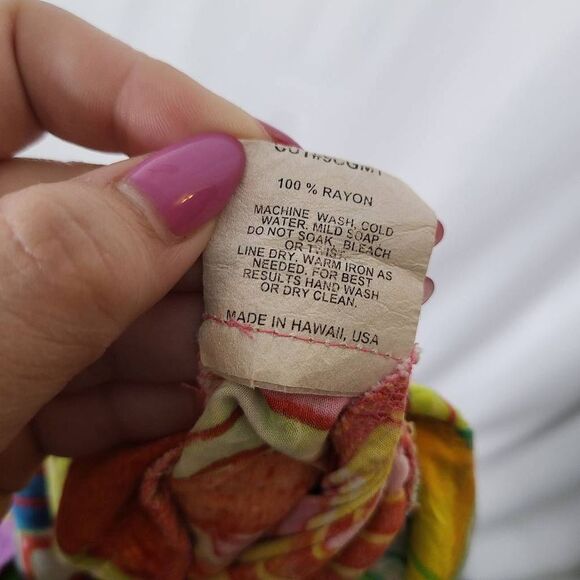 100 % RAYON
MACHINE WASH, COLD
WATER, MILD SOAP
DO NOT SOAK, BLEACH
OR
LINE DRY, WARM IRON AS
NEEDED, FOR BEST
RESULTS HAND WASH
OR DRY CLEAN.
MADE IN HAWAII, USA